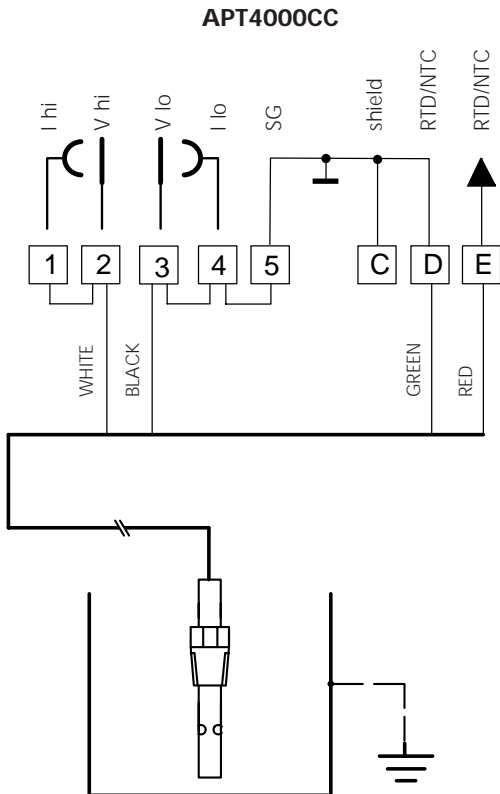 APT4000CC
I hi
V hi
V lo
I lo
SG
shield
RTD/NTC
RTD/NTC
1 2 3 4 5 C D E
WHITE
BLACK
GREEN
RED